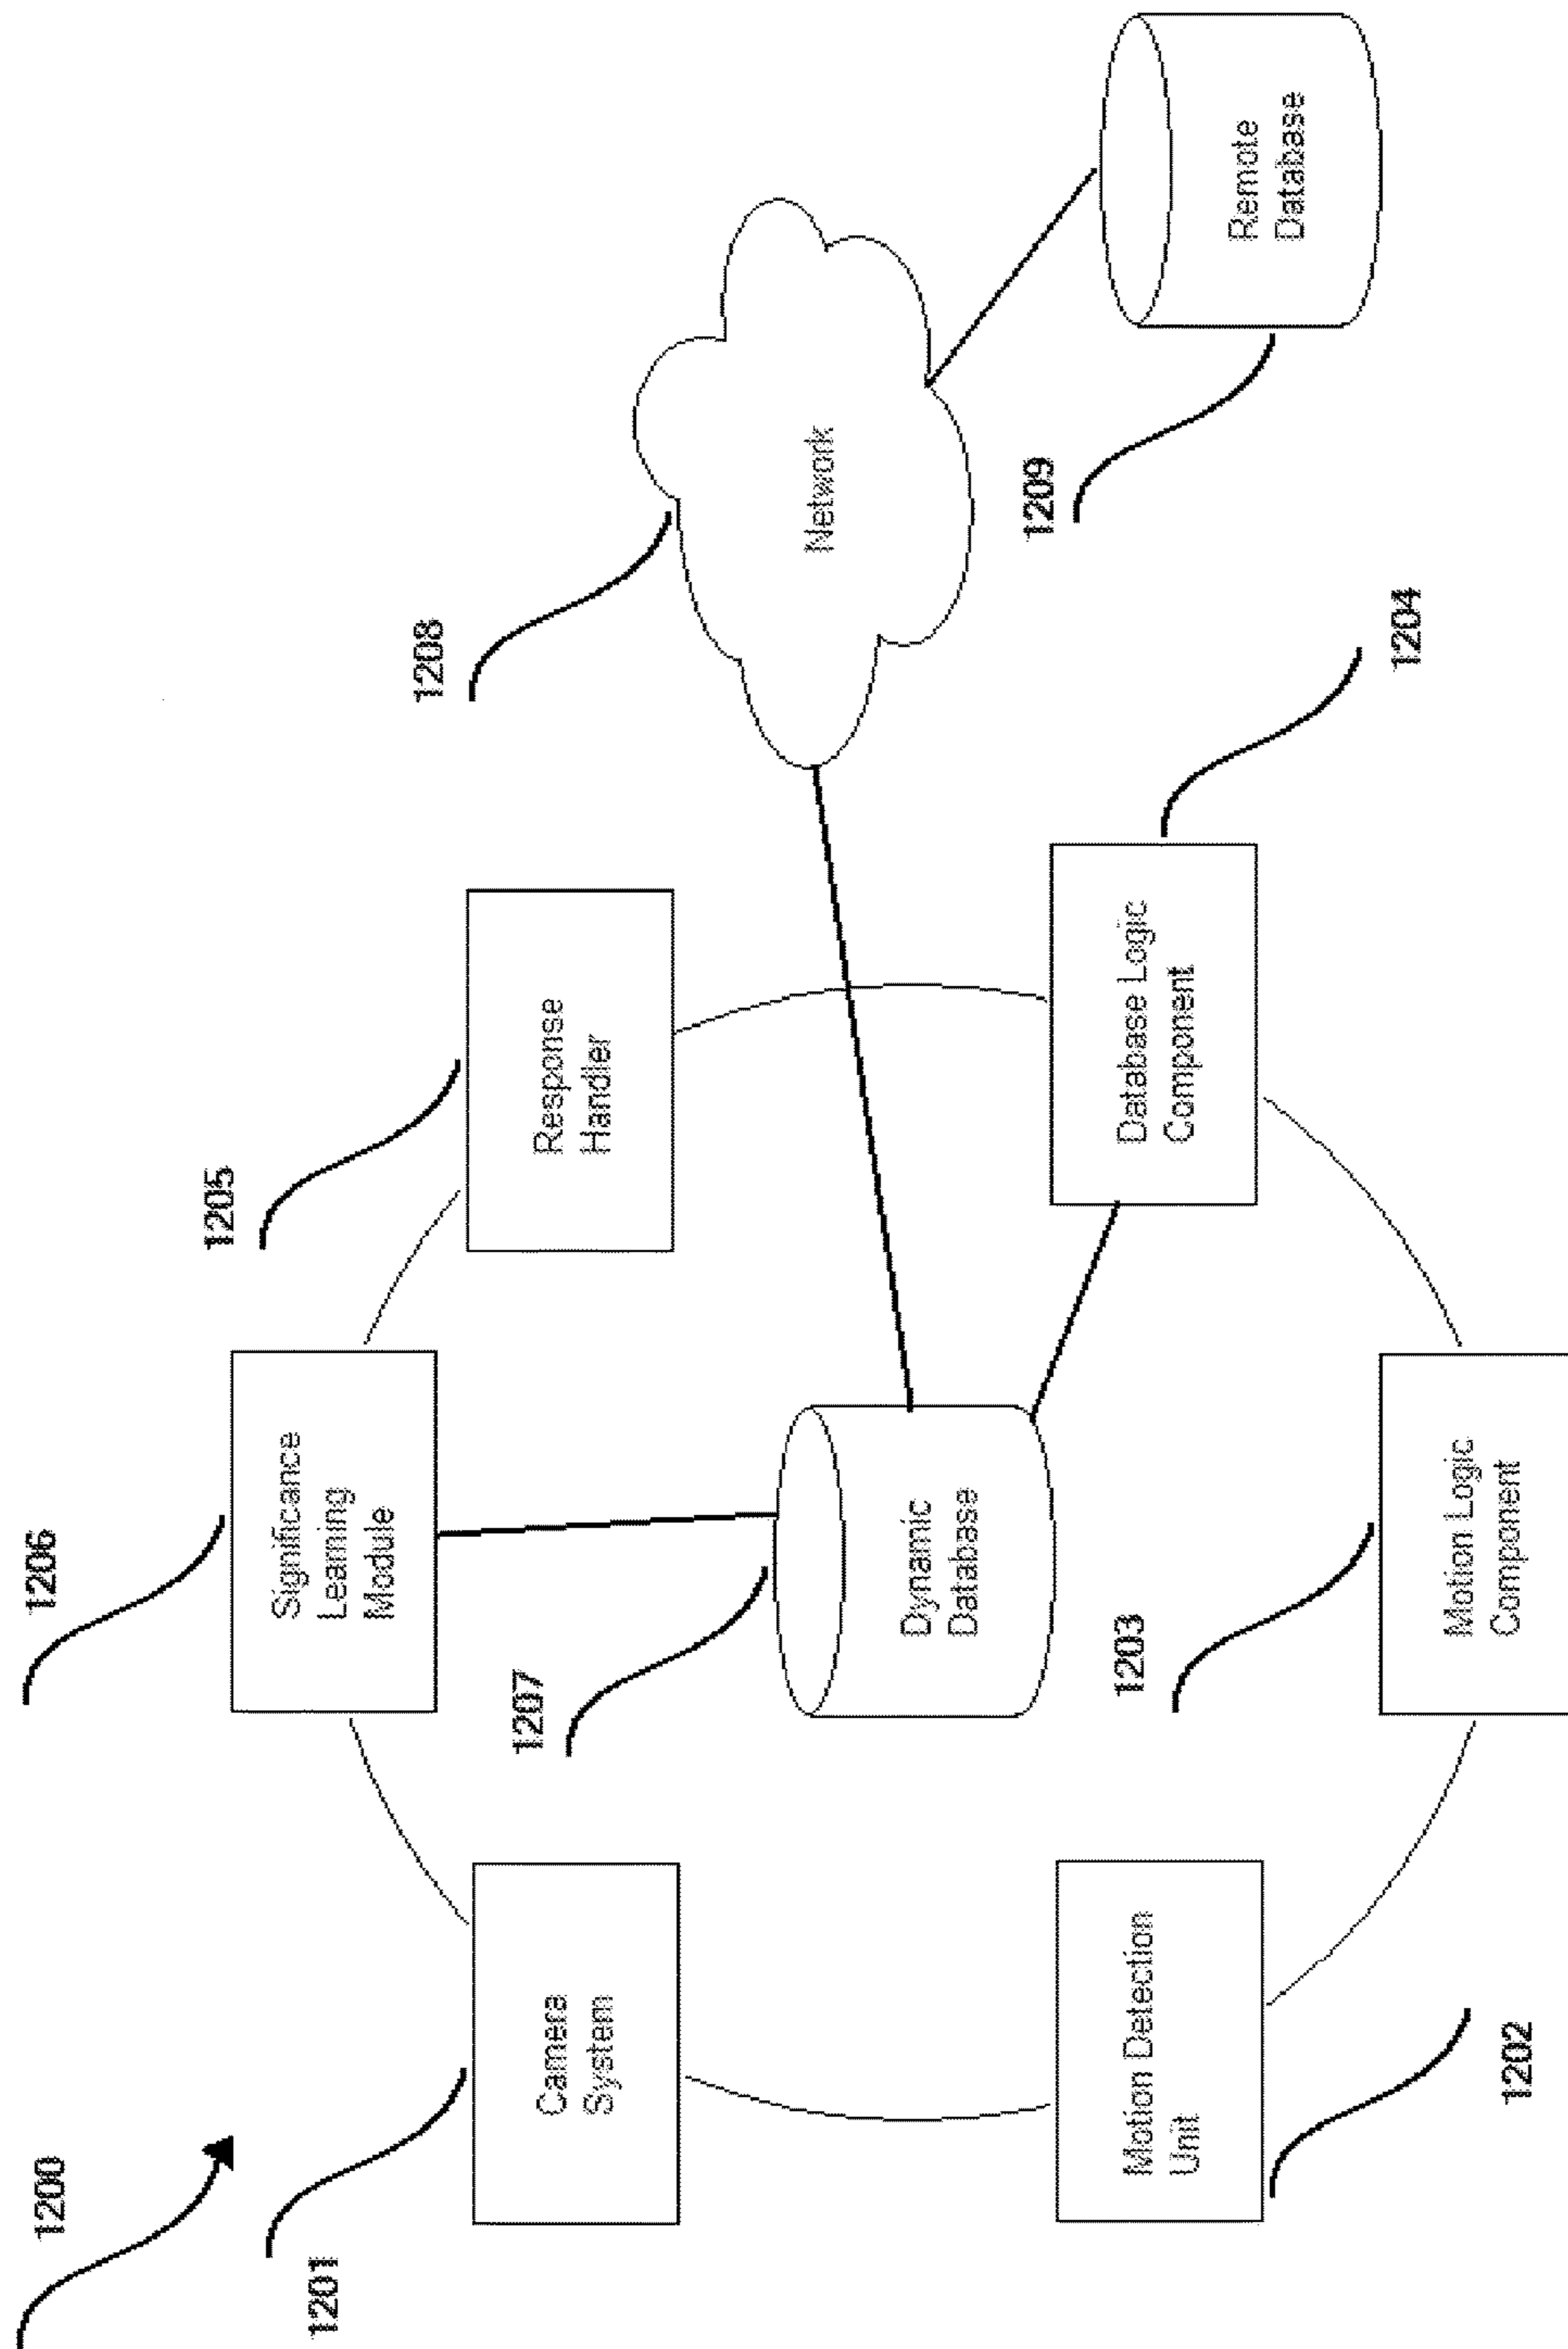 1200
1206
Significance
Learning
Module
1205
Response
Handler
1201
Camera
System
1207
Dynamic
Database
1208
Network
1209
Remote
Database
1204
Database Logic
Component
1203
Motion Logic
Component
1202
Motion Detection
Unit